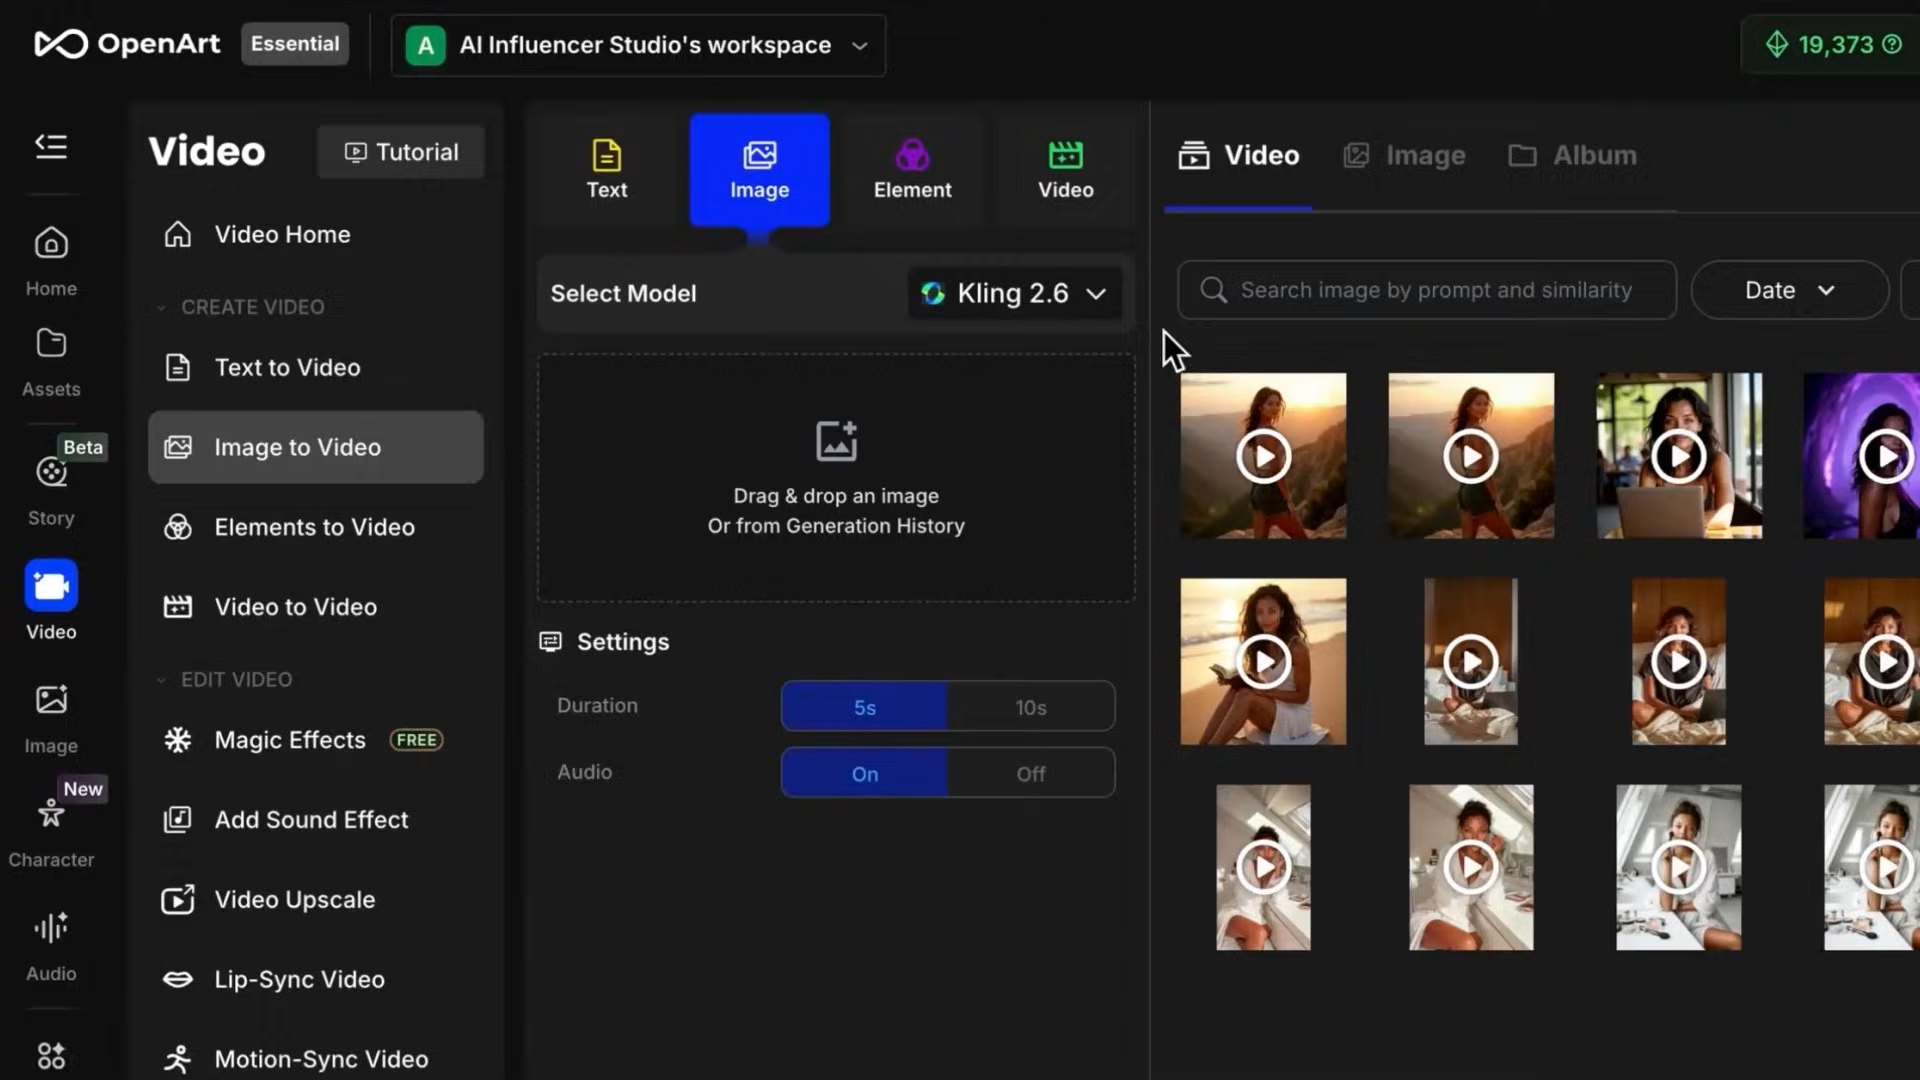 OpenArt
Essential
A
AI Influencer Studio's workspace
19,373
Home
Assets
Beta
Story
Video
Image
New
Character
Audio
Video
Tutorial
Video Home
CREATE VIDEO
Text to Video
Image to Video
Elements to Video
Video to Video
EDIT VIDEO
Magic Effects FREE
Add Sound Effect
Video Upscale
Lip-Sync Video
Motion-Sync Video
Text
Image
Element
Video
Select Model
Kling 2.6
Drag & drop an image
Or from Generation History
Settings
Duration
5s
10s
Audio
On
Off
Video
Image
Album
Search image by prompt and similarity
Date